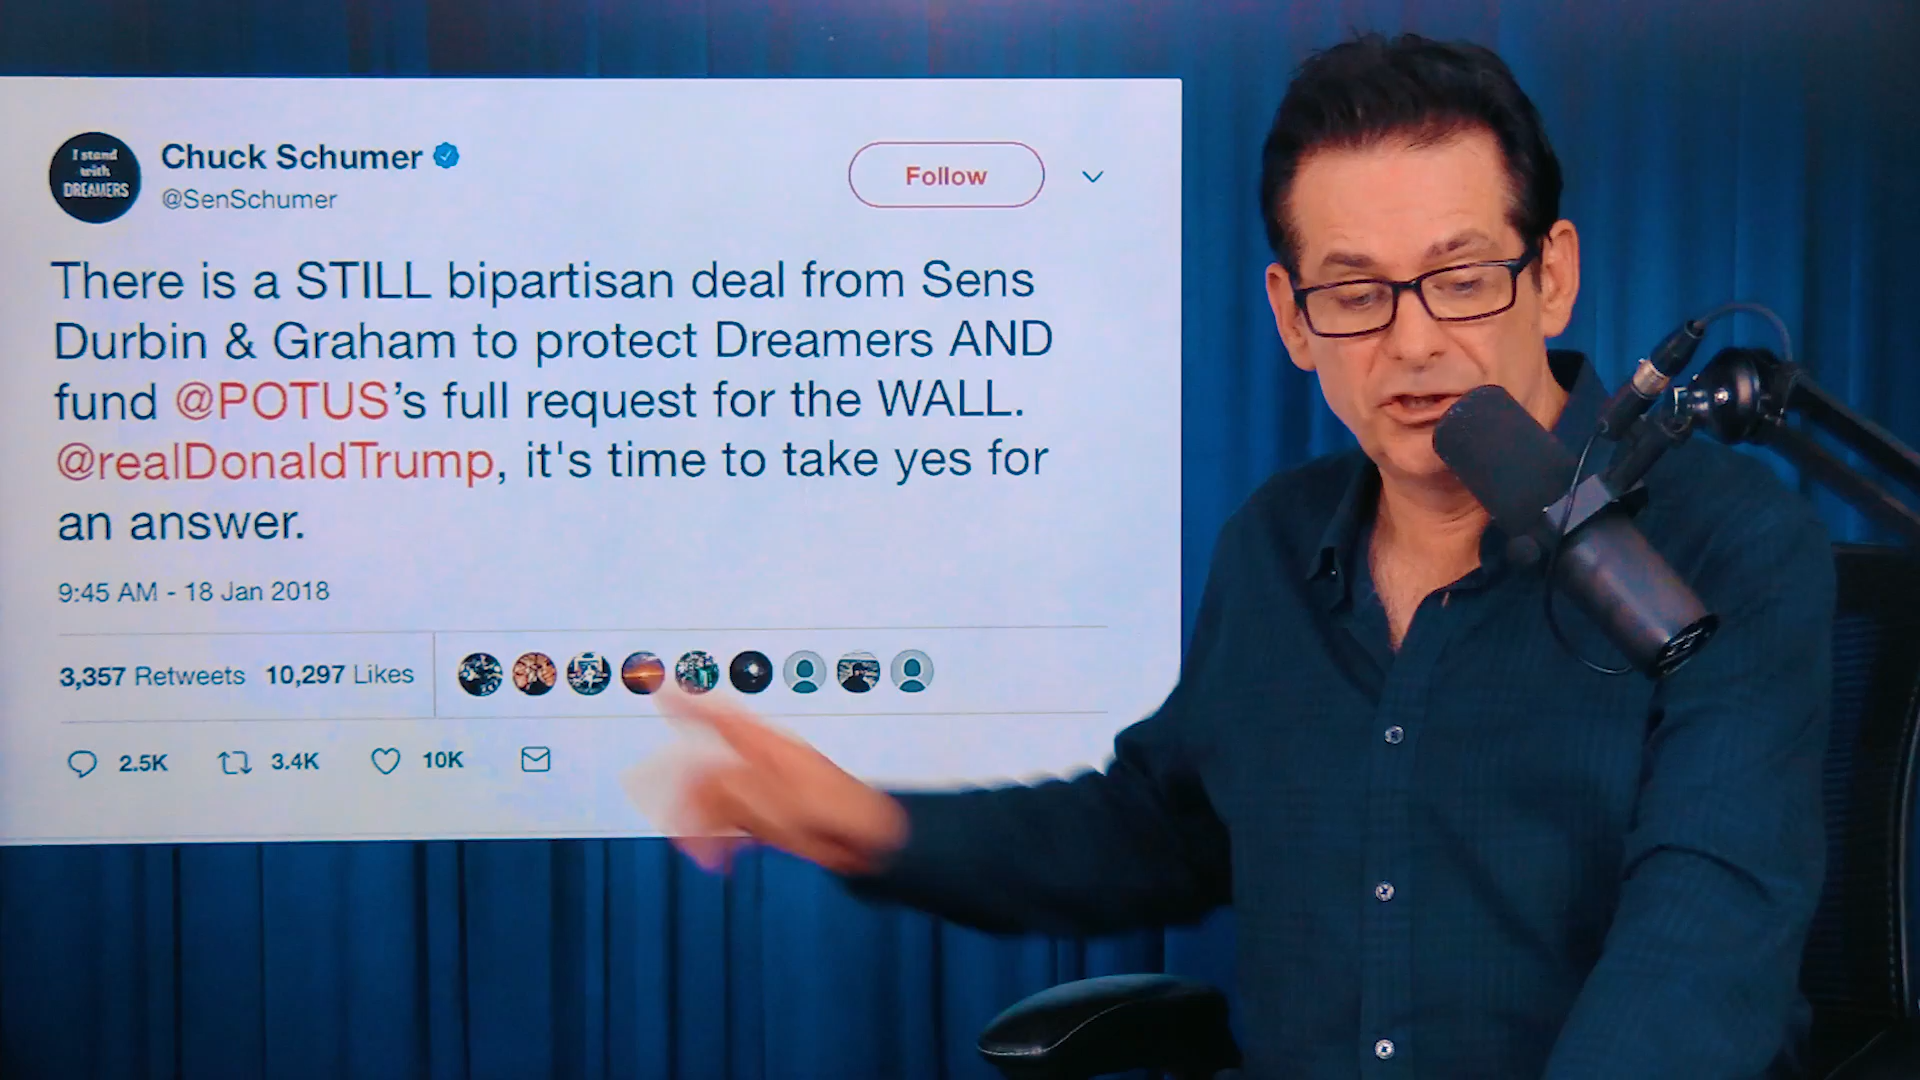 I stand
with
DREAMERS
Chuck Schumer
@SenSchumer
Follow
There is a STILL bipartisan deal from Sens
Durbin & Graham to protect Dreamers AND
fund @POTUS’s full request for the WALL.
@realDonaldTrump, it's time to take yes for
an answer.
9:45 AM - 18 Jan 2018
3,357 Retweets 10,297 Likes
2.5K 3.4K 10K